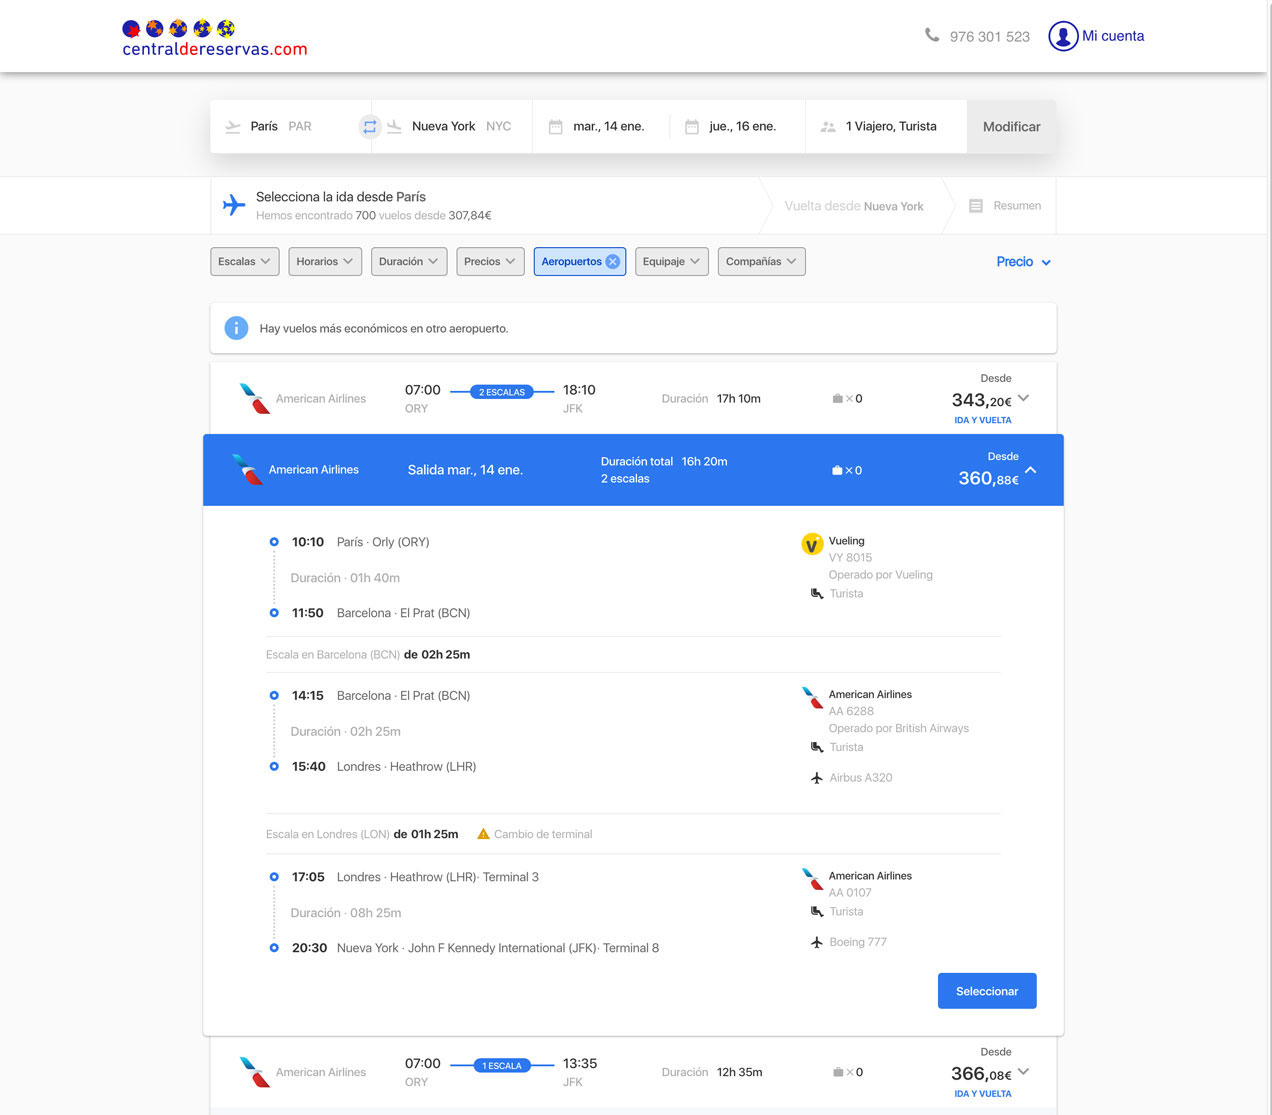 centraldereservas.com
976 301 523
Mi cuenta
París PAR
Nueva York NYC
mar., 14 ene.
jue., 16 ene.
1 Viajero, Turista
Modificar
Selecciona la ida desde París
Hemos encontrado 700 vuelos desde 307,84€
Vuelta desde Nueva York
Resumen
Escalas
Horarios
Duración
Precios
Aeropuertos
Equipaje
Compañías
Precio
Hay vuelos más económicos en otro aeropuerto.
American Airlines
07:00
ORY
2 ESCALAS
18:10
JFK
Duración 17h 10m
× 0
Desde
343,20€
IDA Y VUELTA
American Airlines
Salida mar., 14 ene.
Duración total 16h 20m
2 escalas
× 0
Desde
360,88€
10:10 París · Orly (ORY)
Duración · 01h 40m
11:50 Barcelona · El Prat (BCN)
Vueling
VY 8015
Operado por Vueling
Turista
Escala en Barcelona (BCN) de 02h 25m
14:15 Barcelona · El Prat (BCN)
Duración · 02h 25m
15:40 Londres · Heathrow (LHR)
American Airlines
AA 6288
Operado por British Airways
Turista
Airbus A320
Escala en Londres (LON) de 01h 25m
Cambio de terminal
17:05 Londres · Heathrow (LHR)· Terminal 3
Duración · 08h 25m
20:30 Nueva York · John F Kennedy International (JFK)· Terminal 8
American Airlines
AA 0107
Turista
Boeing 777
Seleccionar
American Airlines
07:00
ORY
1 ESCALA
13:35
JFK
Duración 12h 35m
× 0
Desde
366,08€
IDA Y VUELTA